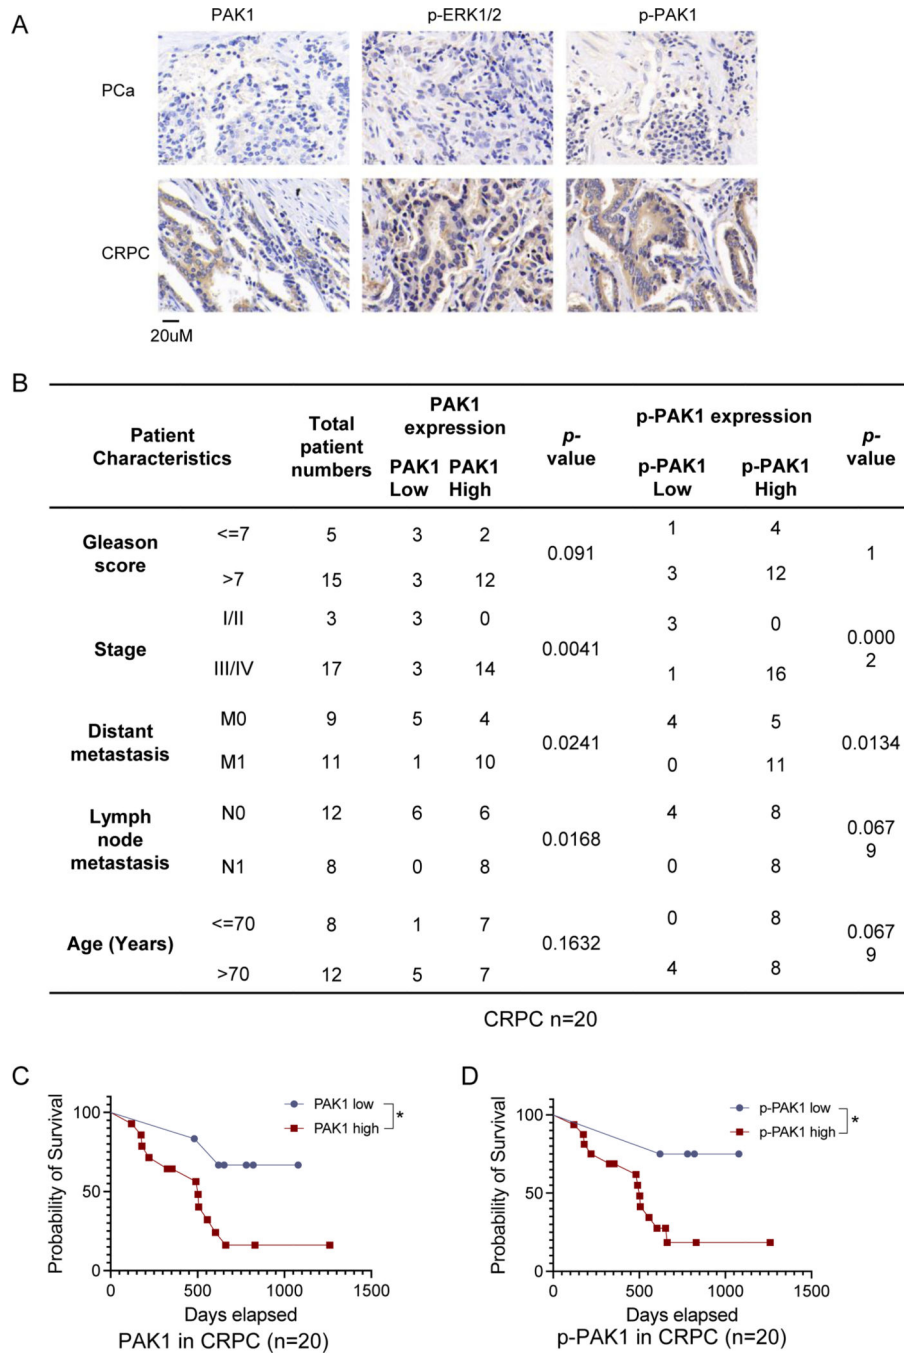 A
PAK1 p-ERK1/2 p-PAK1
PCa
CRPC
20uM
B
Patient Characteristics Total patient numbers PAK1 expression p-value p-PAK1 expression p-value
PAK1 Low PAK1 High p-PAK1 Low p-PAK1 High
Gleason score <=7 5 3 2 0.091 1 4 1
>7 15 3 12 3 12
Stage I/II 3 3 0 0.0041 3 0 0.0002
III/IV 17 3 14 1 16
Distant metastasis M0 9 5 4 0.0241 4 5 0.0134
M1 11 1 10 0 11
Lymph node metastasis N0 12 6 6 0.0168 4 8 0.0679
N1 8 0 8 0 8
Age (Years) <=70 8 1 7 0.1632 0 8 0.0679
>70 12 5 7 4 8
CRPC n=20
C
PAK1 low
PAK1 high
*
Probability of Survival
100
50
0
0 500 1000 1500
Days elapsed
PAK1 in CRPC (n=20)
D
p-PAK1 low
p-PAK1 high
*
Probability of Survival
100
50
0
0 500 1000 1500
Days elapsed
p-PAK1 in CRPC (n=20)